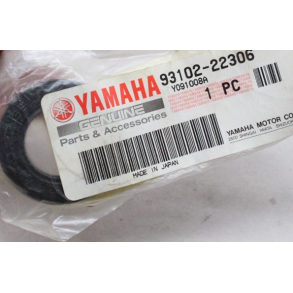 YAMAHA 93102-22306
GENUINE Y091008A
Parts & Accessories 1 PC
YAMAHA MOTOR CO
MADE IN JAPAN